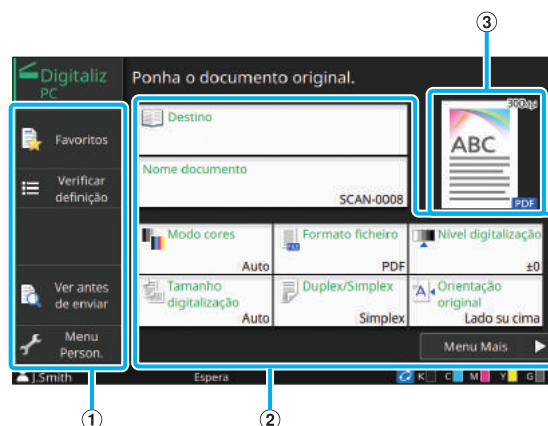 ③
Digitaliz
PC
Ponha o documento original.
Favoritos
Verificar
definição
Ver antes
de enviar
Menu
Person.
Destino
Nome documento
SCAN-0008
300dpi
ABC
PDF
Modo cores
Auto
Formato ficheiro
PDF
Nível digitalização
±0
Tamanho
digitalização
Auto
Duplex/Simplex
Simplex
Orientação
original
Lado su cima
Menu Mais
J.Smith
Espera
K C M Y G
① ②